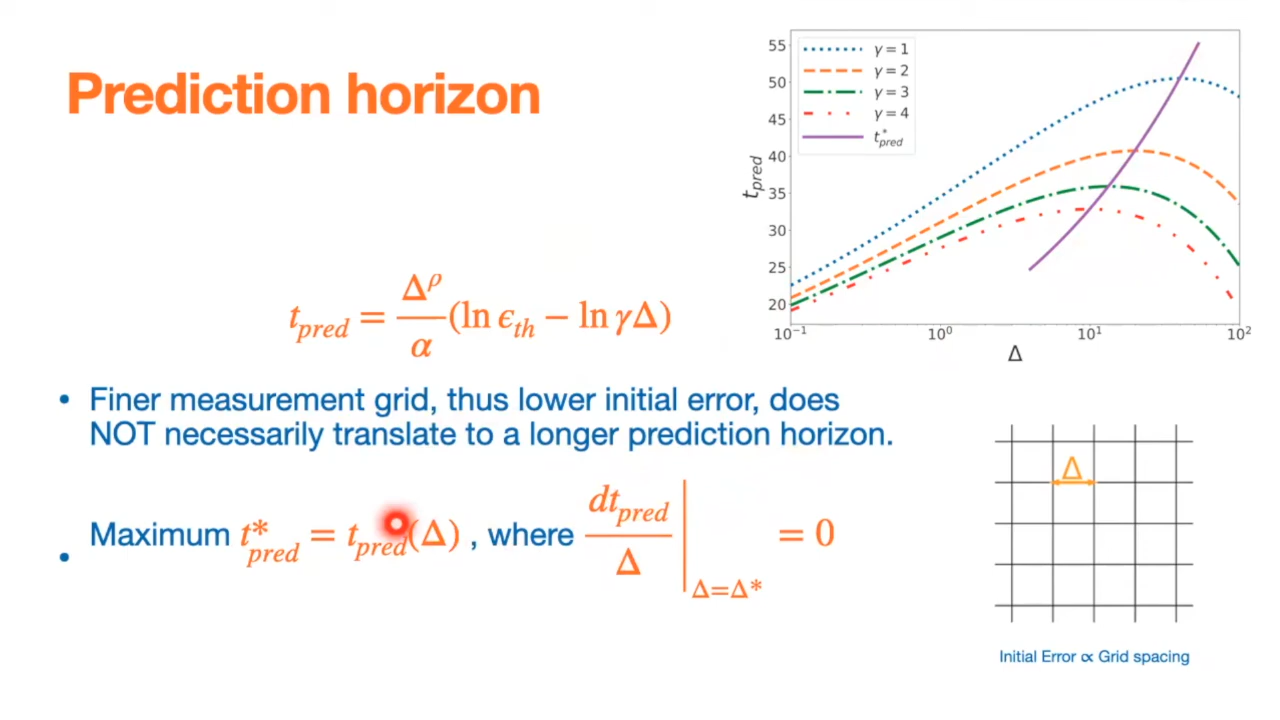 Prediction horizon
t_pred = Δ^ρ/α (ln ϵ_th − ln γΔ)
• Finer measurement grid, thus lower initial error, does
NOT necessarily translate to a longer prediction horizon.
• Maximum t*_pred = t_pred(Δ) , where dt_pred/Δ |_Δ=Δ* = 0
γ = 1
γ = 2
γ = 3
γ = 4
t*_pred
t_pred
55
50
45
40
35
30
25
20
10^−1 10^0 10^1 10^2
Δ
Δ
Initial Error ∝ Grid spacing